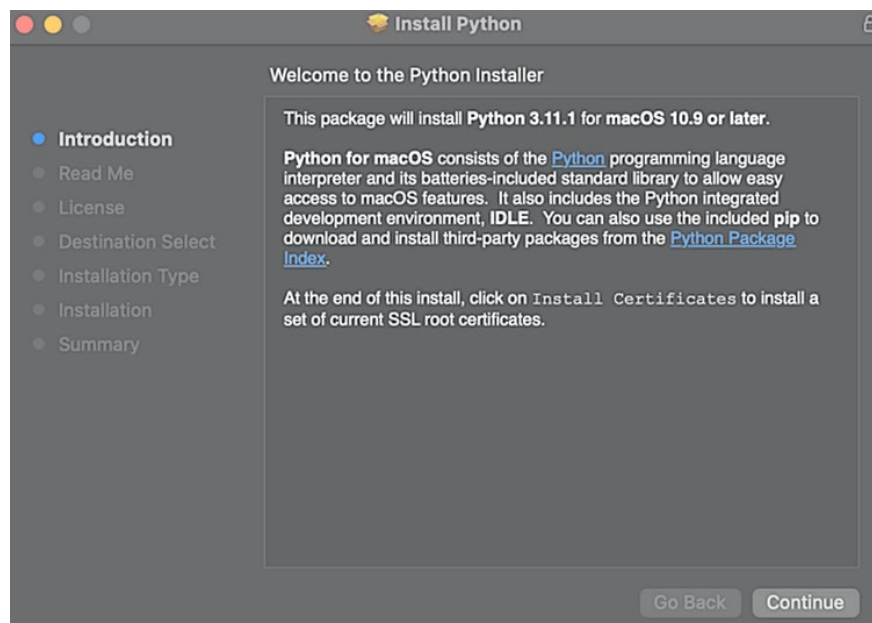 Install Python
Welcome to the Python Installer
Introduction
Read Me
License
Destination Select
Installation Type
Installation
Summary
This package will install Python 3.11.1 for macOS 10.9 or later.
Python for macOS consists of the Python programming language
interpreter and its batteries-included standard library to allow easy
access to macOS features. It also includes the Python integrated
development environment, IDLE. You can also use the included pip to
download and install third-party packages from the Python Package
Index.
At the end of this install, click on Install Certificates to install a
set of current SSL root certificates.
Go Back
Continue